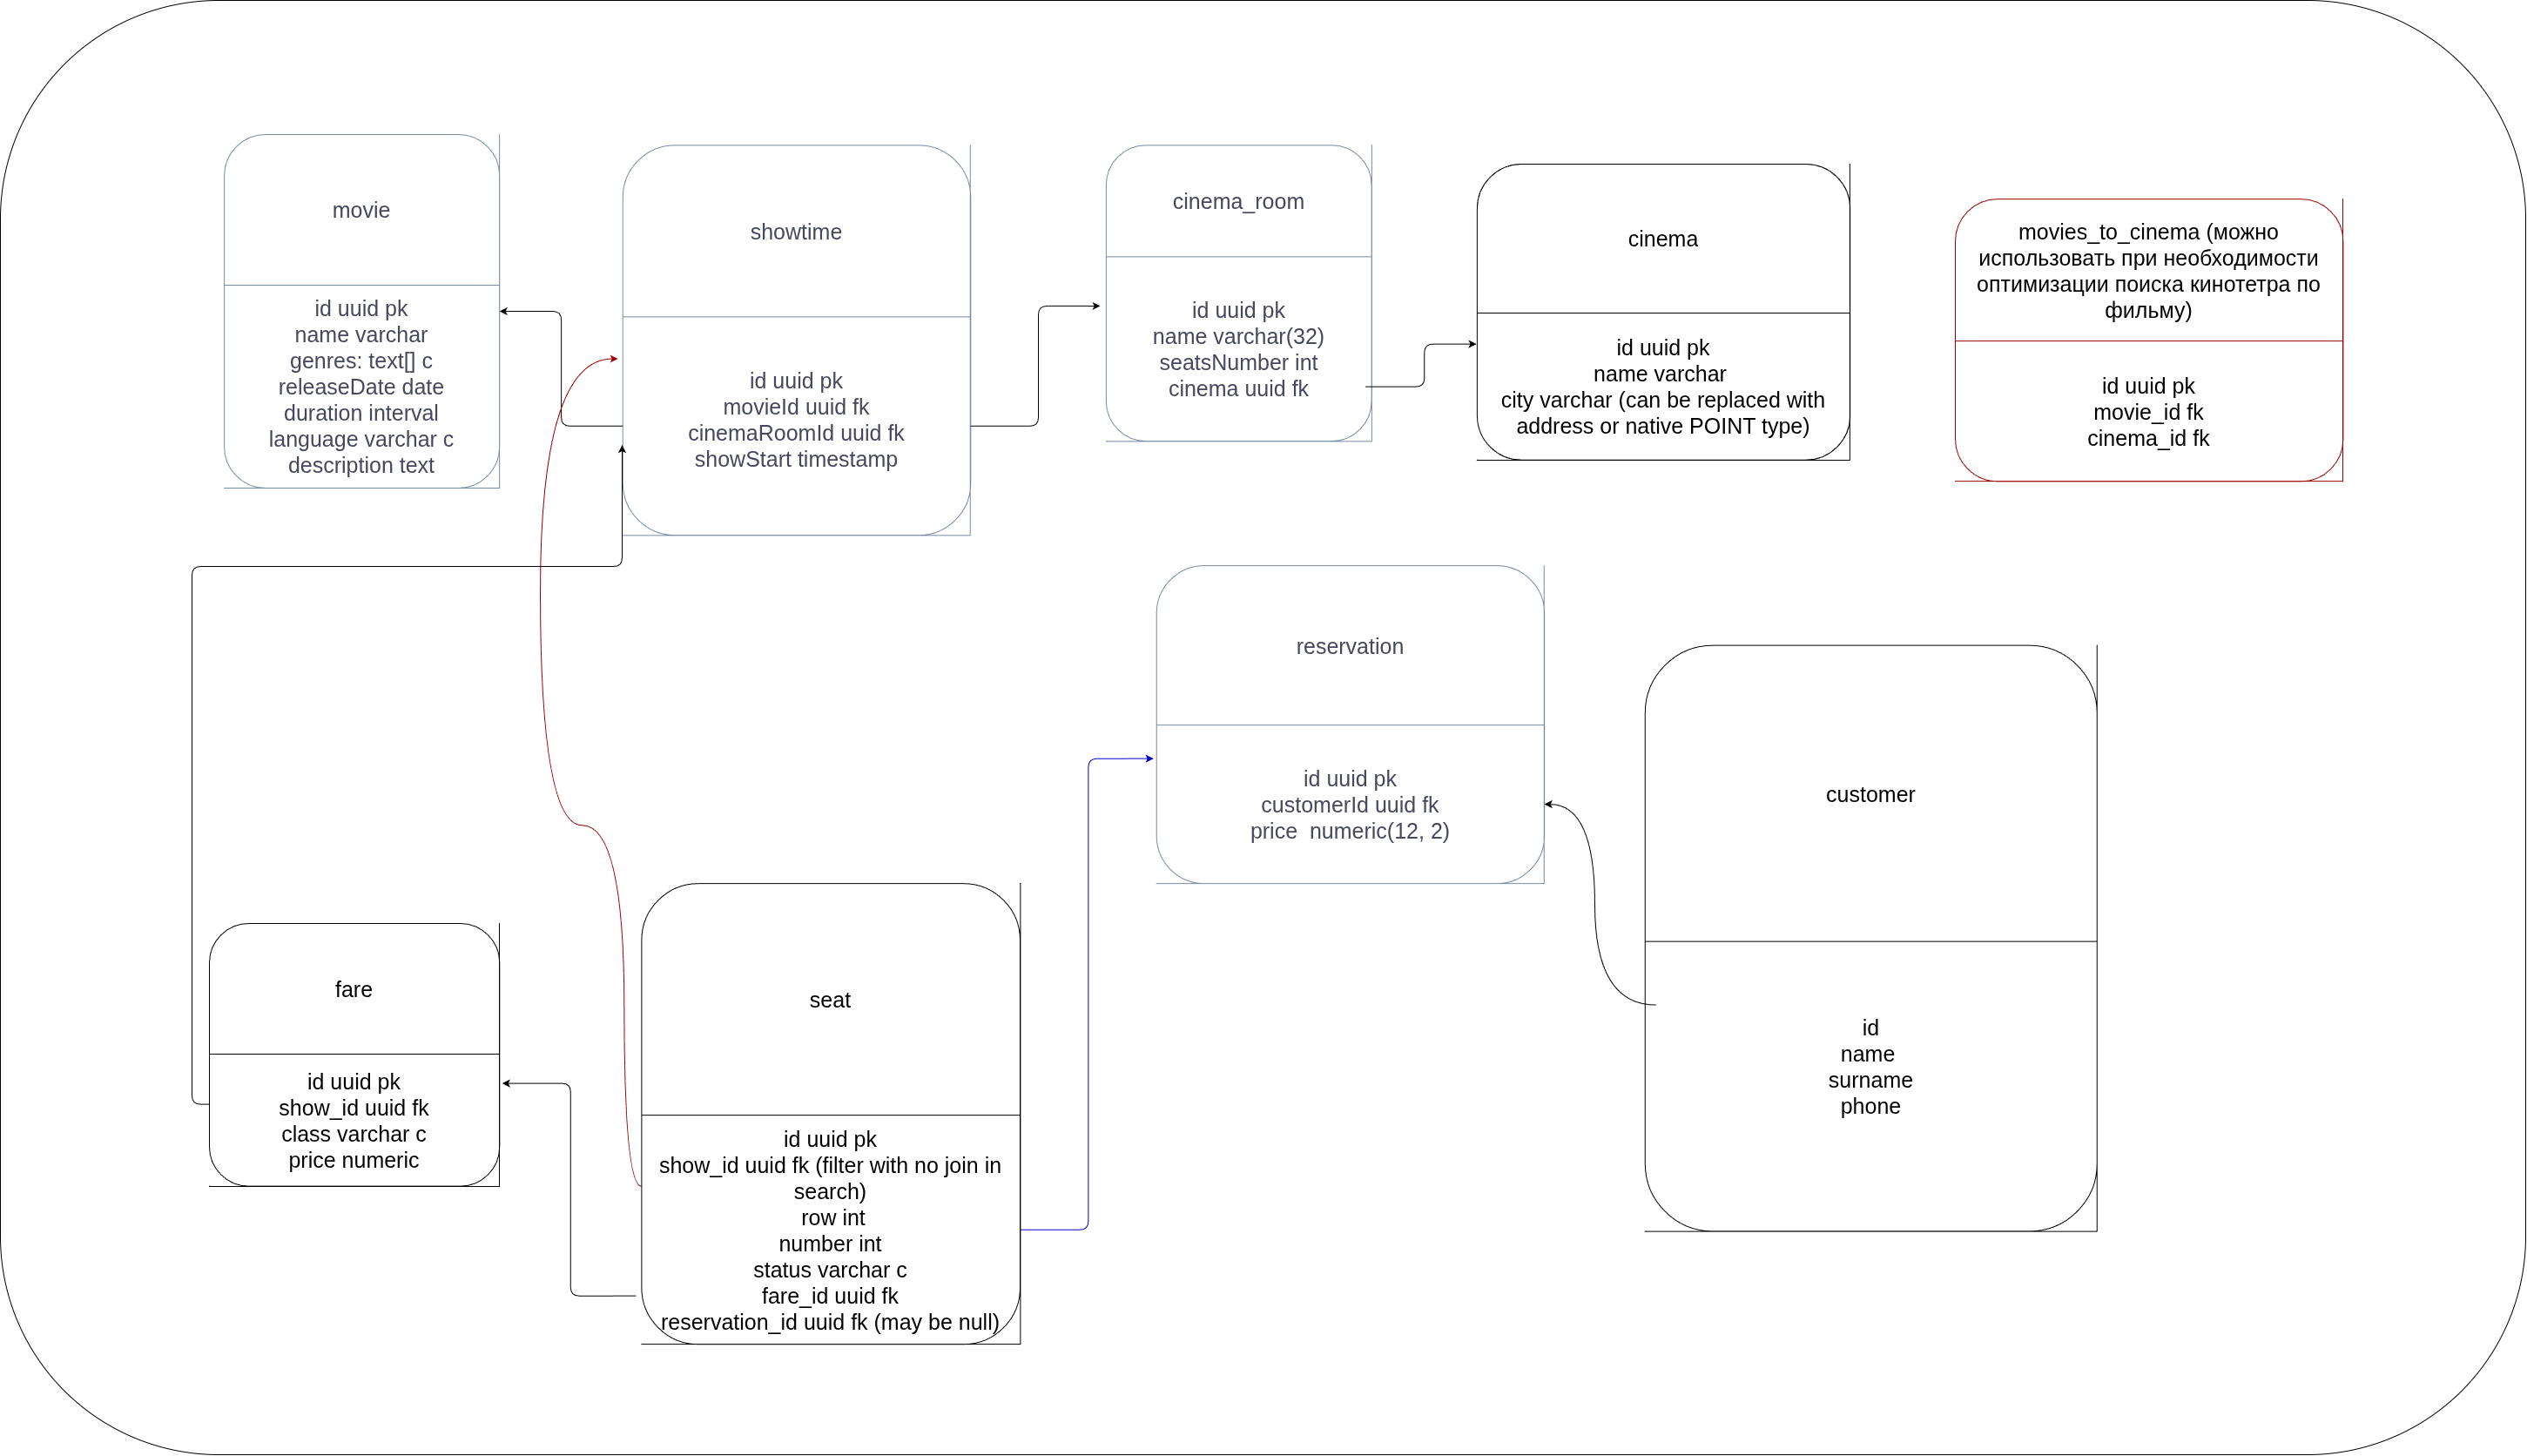 movie
id uuid pk
name varchar
genres: text[] c
releaseDate date
duration interval
language varchar c
description text
showtime
id uuid pk
movieId uuid fk
cinemaRoomId uuid fk
showStart timestamp
cinema_room
id uuid pk
name varchar(32)
seatsNumber int
cinema uuid fk
cinema
id uuid pk
name varchar
city varchar (can be replaced with
address or native POINT type)
movies_to_cinema (можно
использовать при необходимости
оптимизации поиска кинотетра по
фильму)
id uuid pk
movie_id fk
cinema_id fk
reservation
id uuid pk
customerId uuid fk
price  numeric(12, 2)
customer
id
name
surname
phone
fare
id uuid pk
show_id uuid fk
class varchar c
price numeric
seat
id uuid pk
show_id uuid fk (filter with no join in
search)
row int
number int
status varchar c
fare_id uuid fk
reservation_id uuid fk (may be null)